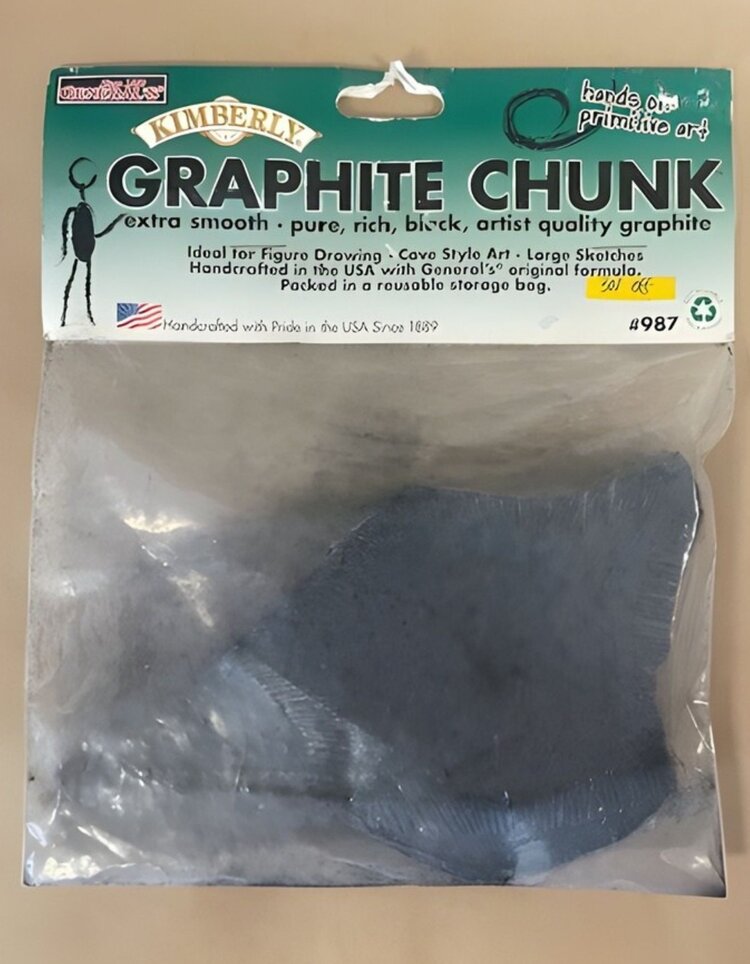 KIMBERLY®
hands on
primitive art
GRAPHITE CHUNK
extra smooth · pure, rich, black, artist quality graphite
Ideal for Figure Drawing · Cave Style Art · Large Sketches
Handcrafted in the USA with General's® original formula.
Packed in a reusable storage bag.
Handcrafted with Pride in the USA Since 1889
#987